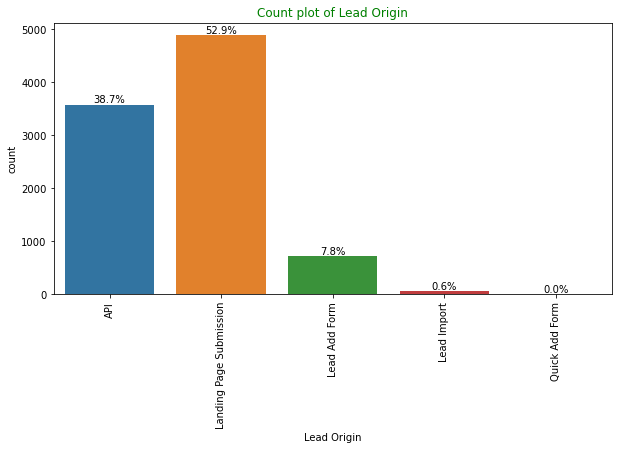 Count plot of Lead Origin
5000
4000
3000
2000
1000
0
count
38.7%
52.9%
7.8%
0.6%
0.0%
API
Landing Page Submission
Lead Add Form
Lead Import
Quick Add Form
Lead Origin